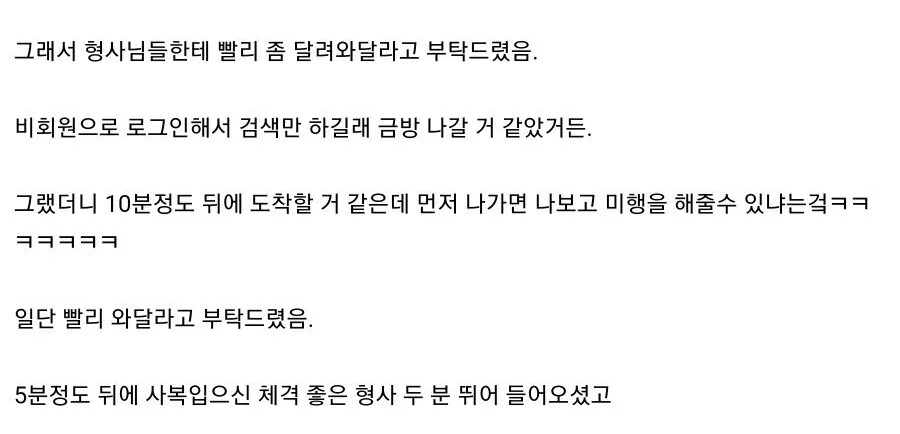 그래서 형사님들한테 빨리 좀 달려와달라고 부탁드렸음.
비회원으로 로그인해서 검색만 하길래 금방 나갈 거 같았거든.
그랬더니 10분정도 뒤에 도착할 거 같은데 먼저 나가면 나보고 미행을 해줄수 있냐는겈ㅋㅋ
ㅋㅋㅋㅋㅋ
일단 빨리 와달라고 부탁드렸음.
5분정도 뒤에 사복입으신 체격 좋은 형사 두 분 뛰어 들어오셨고